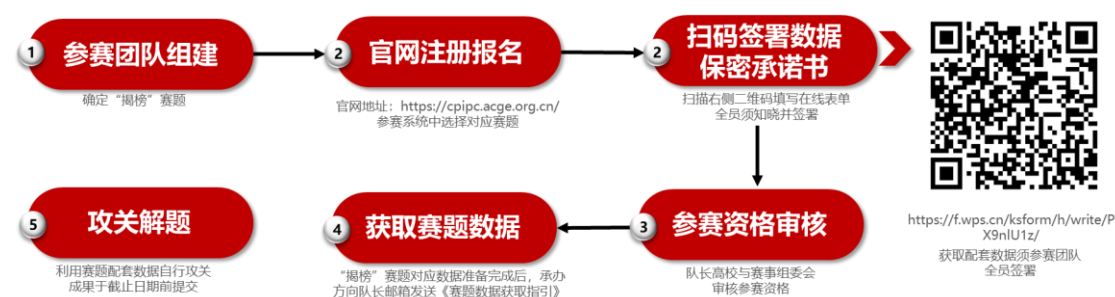 1
参赛团队组建
确定“揭榜”赛题
2
官网注册报名
官网地址：https://cpipc.acge.org.cn/
参赛系统中选择对应赛题
2
扫码签署数据
保密承诺书
扫描右侧二维码填写在线表单
全员须知晓并签署
https://f.wps.cn/ksform/h/write/P
X9nlU1z/
获取配套数据须参赛团队
全员签署
3
参赛资格审核
队长高校与赛事组委会
审核参赛资格
4
获取赛题数据
“揭榜”赛题对应数据准备完成后，承办
方向队长邮箱发送《赛题数据获取指引》
5
攻关解题
利用赛题配套数据自行攻关
成果于截止日期前提交